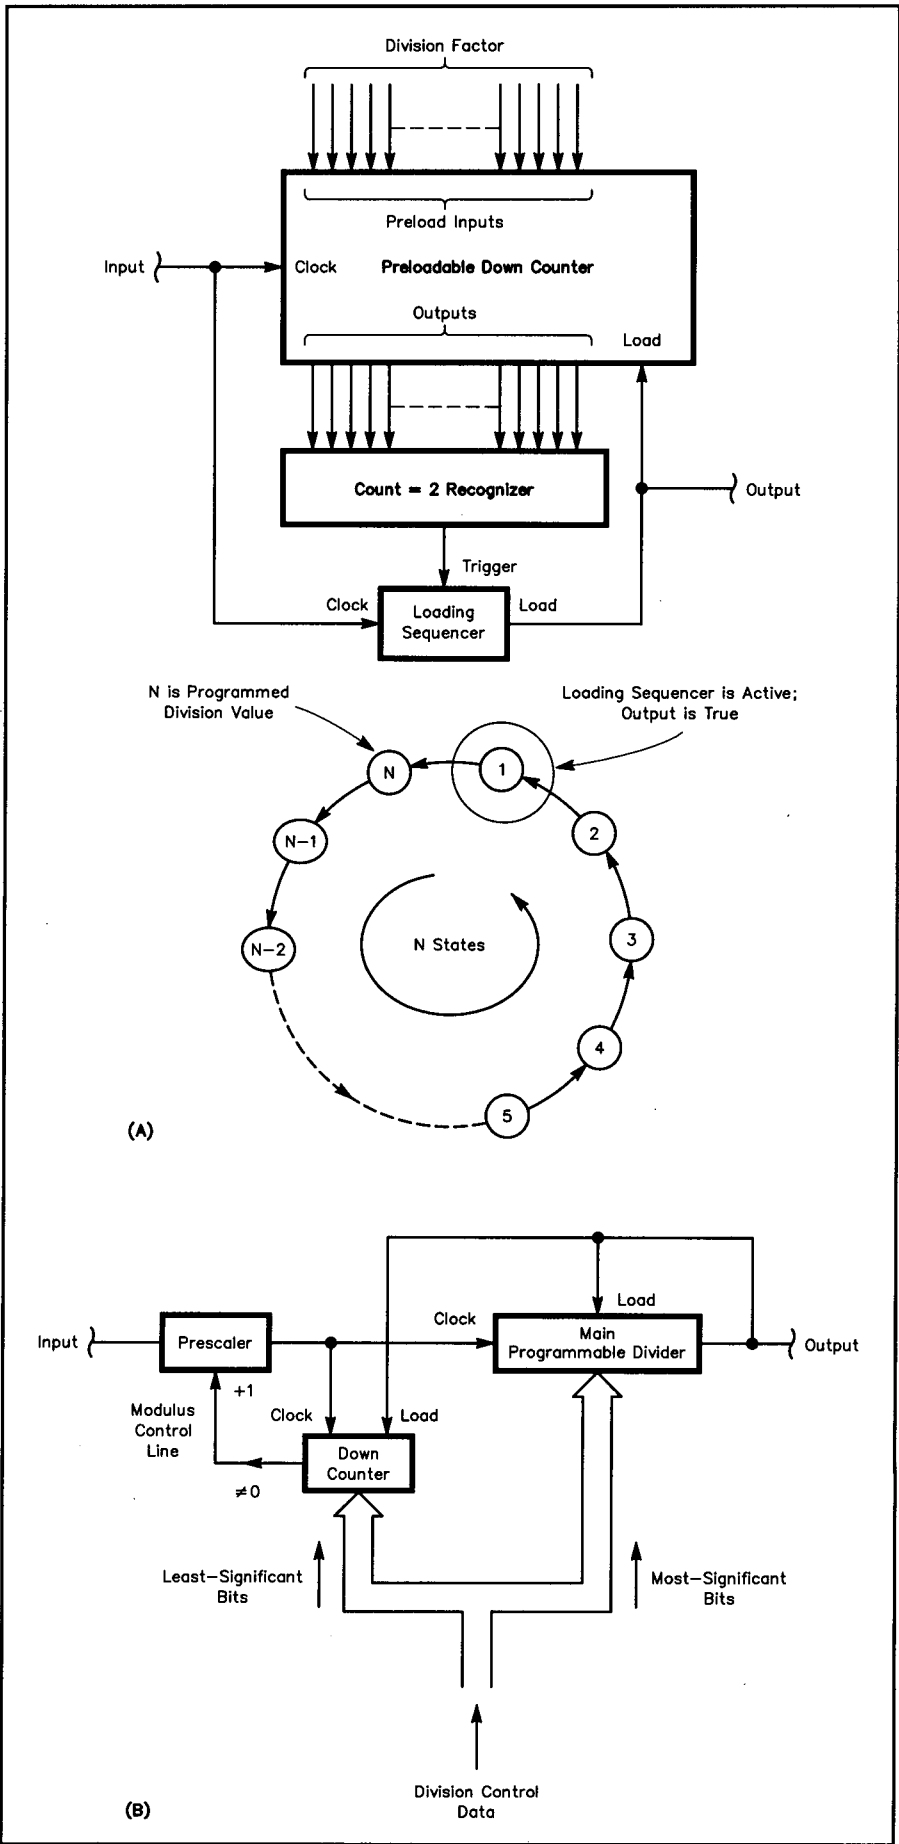 Division Factor
Preload Inputs
Input
Clock
Preloadable Down Counter
Outputs
Load
Count = 2 Recognizer
Output
Trigger
Clock
Loading
Sequencer
Load
N is Programmed
Division Value
Loading Sequencer is Active;
Output is True
N
1
N-1
2
N-2
N States
3
4
5
(A)
Load
Clock
Input
Prescaler
Main
Programmable Divider
Output
+1
Modulus
Control
Line
Clock
Load
Down
Counter
≠0
Least-Significant
Bits
Most-Significant
Bits
Division Control
Data
(B)